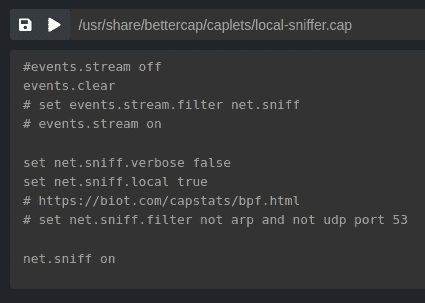 /usr/share/bettercap/caplets/local-sniffer.cap
#events.stream off
events.clear
# set events.stream.filter net.sniff
# events.stream on
set net.sniff.verbose false
set net.sniff.local true
# https://biot.com/capstats/bpf.html
# set net.sniff.filter not arp and not udp port 53
net.sniff on